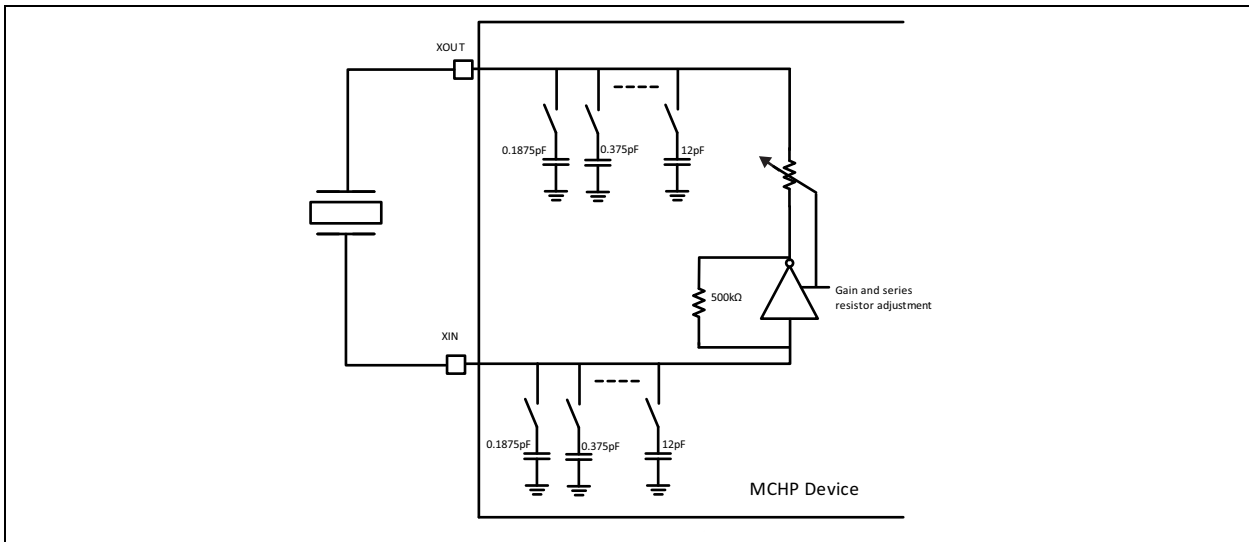 XOUT
0.1875pF
0.375pF
12pF
500kΩ
Gain and series
resistor adjustment
XIN
0.1875pF
0.375pF
12pF
MCHP Device